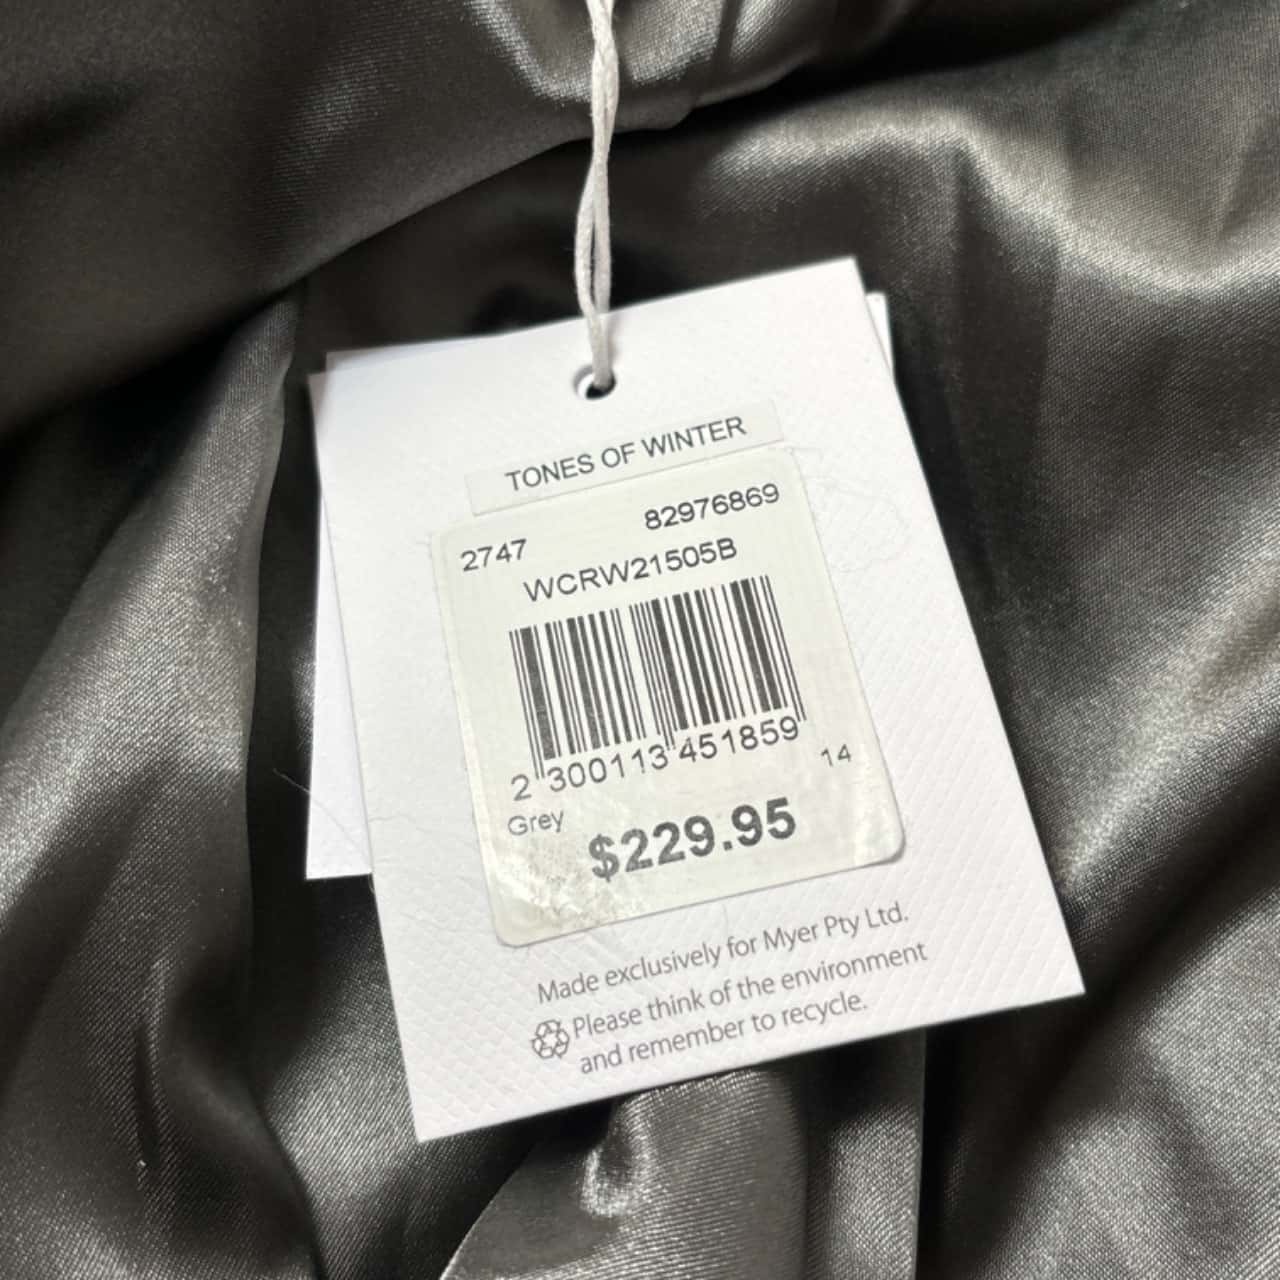 TONES OF WINTER
2747 82976869
WCRW21505B
2 300113 451859
Grey 14
$229.95
Made exclusively for Myer Pty Ltd.
Please think of the environment
and remember to recycle.